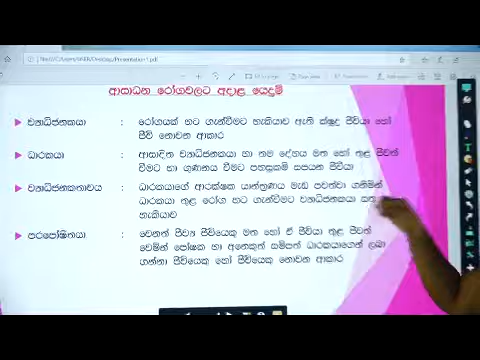 ආසාධන රෝගවලට අදාළ යෙදුම්
ව්‍යාධිජනකයා : රෝගයක් හට ගැන්වීමට හැකියාව ඇති ක්ෂුද්‍ර ජීවියා හෝ
ජීවී නොවන ආකාර
ධාරකයා : ආසාදිත ව්‍යාධිජනකයා හා තම දේහය මත හෝ තුළ ජීවත්
වීමට හා ගුණනය වීමට පහසුකම් සපයන ජීවියා
ව්‍යාධිජනකතාවය : ධාරකයාගේ ආරක්ෂක යාන්ත්‍රණය මැඩ පවත්වා ගනිමින්
ධාරකයා තුළ රෝග හට ගැන්වීමට ව්‍යාධිජනකයා සතු
හැකියාව
පරපෝෂිතයා : වෙනත් ජීවියෙකු මත හෝ ඒ ජීවියා තුළ ජීවත්
වෙමින් පෝෂක හා අනෙකුත් සම්පත් ධාරකයාගෙන් ලබා
ගන්නා ජීවියෙකු හෝ ජීවියෙකු නොවන ආකාර